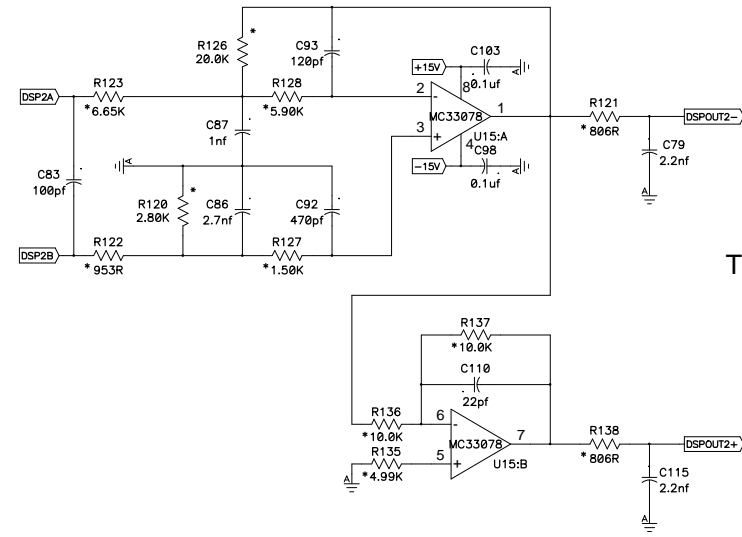 R126
*
20.0K
C93
120pf
C103
+15V
A
0.1uf
8
DSP2A
R123
*6.65K
R128
*5.90K
2
-
MC33078
1
3
+
U15:A
4
C98
-15V
A
0.1uf
R121
*806R
DSPOUT2-
C79
2.2nf
A
C87
1nf
A
C83
100pf
R120
*
2.80K
C86
2.7nf
C92
470pf
DSP2B
R122
*953R
R127
*1.50K
T
R137
*10.0K
C110
22pf
R136
*10.0K
6
-
MC33078
7
R135
*4.99K
5
+
U15:B
A
R138
*806R
DSPOUT2+
C115
2.2nf
A